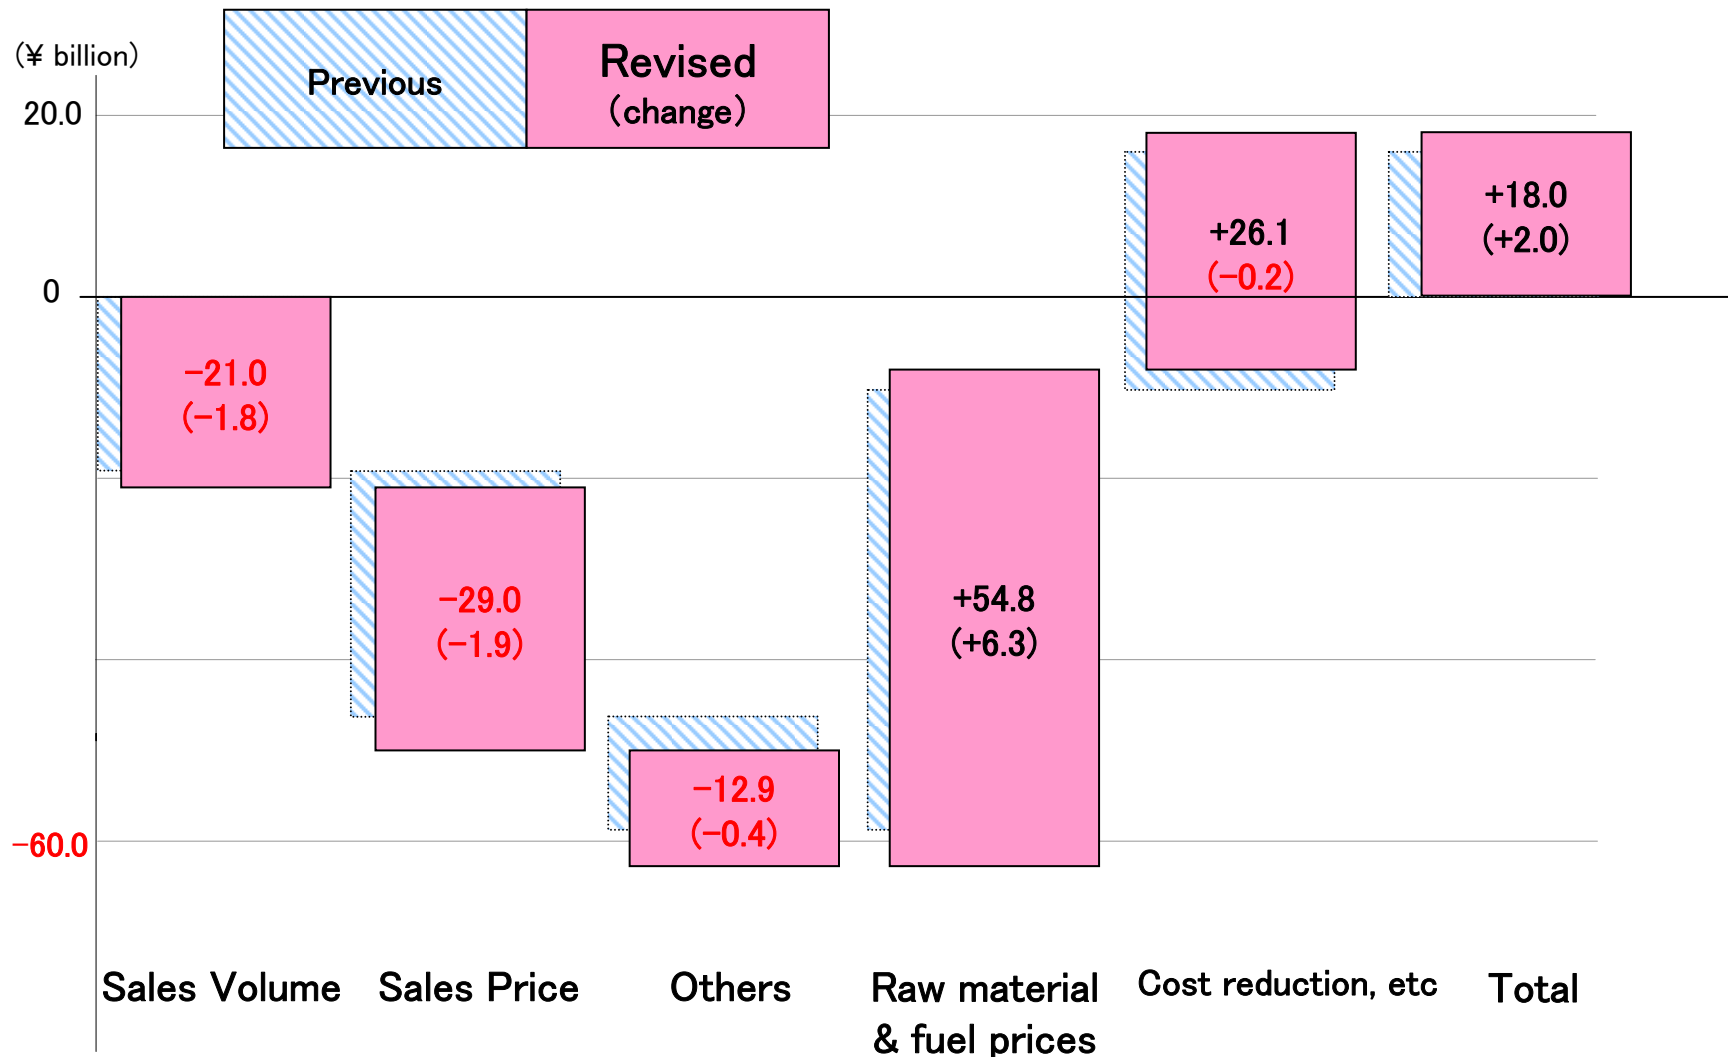 (¥ billion)
Previous
Revised
(change)
20.0
0
-60.0
-21.0
(-1.8)
-29.0
(-1.9)
-12.9
(-0.4)
+54.8
(+6.3)
+26.1
(-0.2)
+18.0
(+2.0)
Sales Volume
Sales Price
Others
Raw material
& fuel prices
Cost reduction, etc
Total